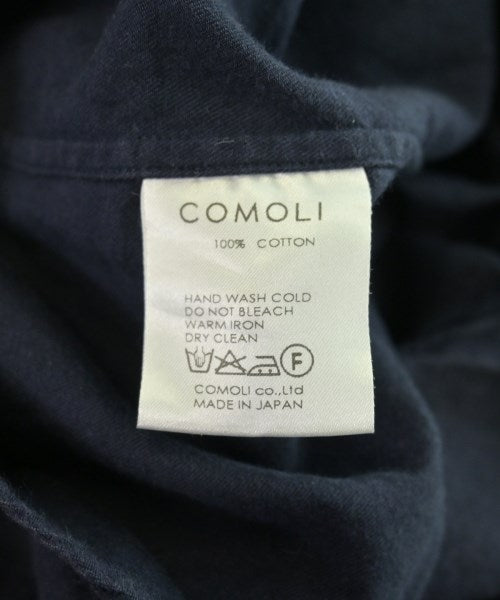 COMOLI
100% COTTON
HAND WASH COLD
DO NOT BLEACH
WARM IRON
DRY CLEAN
F
COMOLI co.,Ltd
MADE IN JAPAN